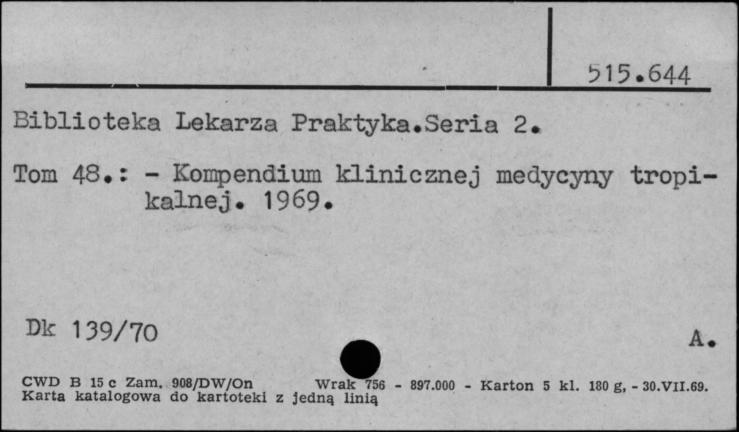 515.644
Biblioteka Lekarza Praktyka.Seria 2.
Tom 48.: - Kompendium klinicznej medycyny tropi-
kalnej. 1969.
Dk 139/70
A.
CWD B 15 c Zam. 908/DW/On Wrak 756 - 897.000 - Karton 5 kl. 180 g, - 30.VII.69.
Karta katalogowa do kartoteki z jedną linią